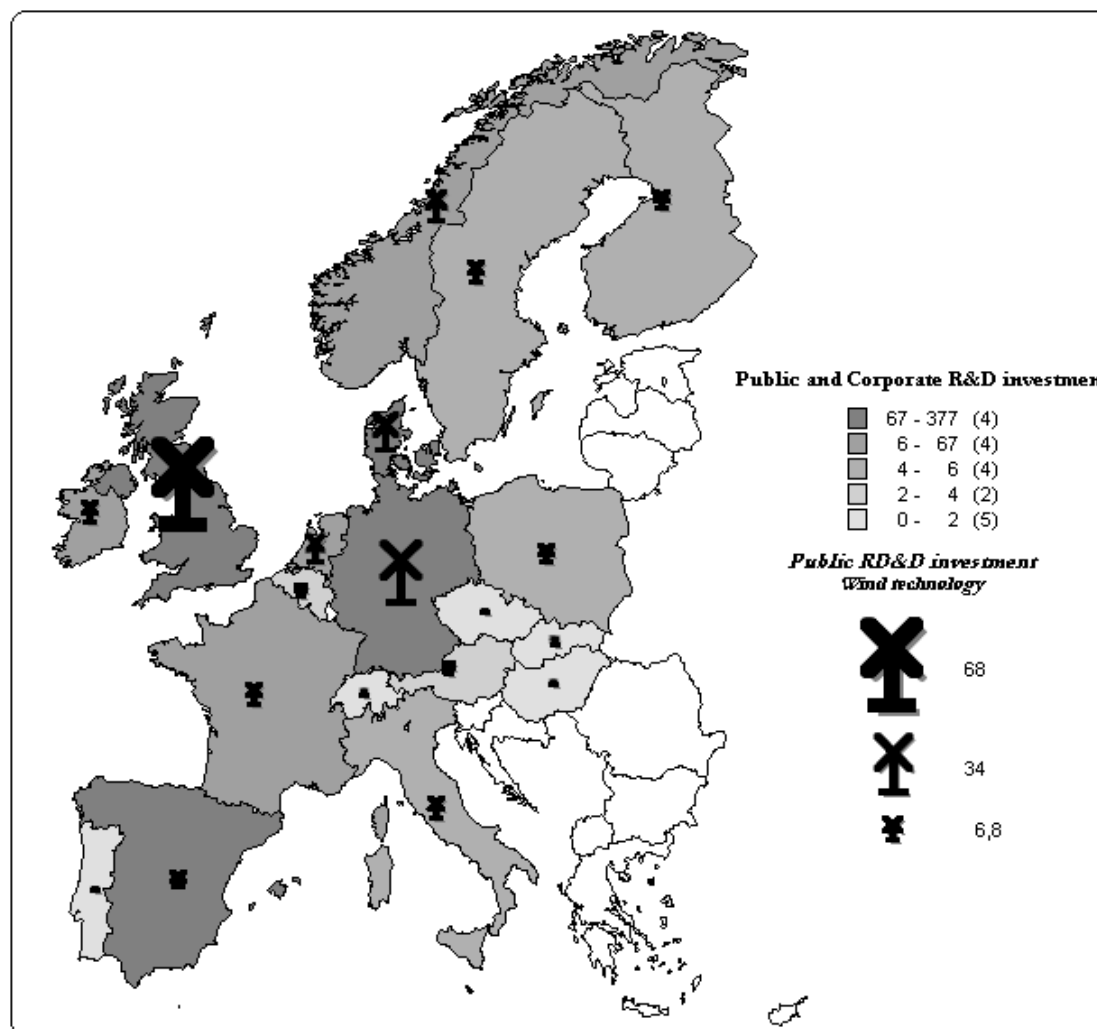 Public and Corporate R&D investmen
67 - 377 (4)
6 - 67 (4)
4 - 6 (4)
2 - 4 (2)
0 - 2 (5)
Public RD&D investment
Wind technology
68
34
6,8